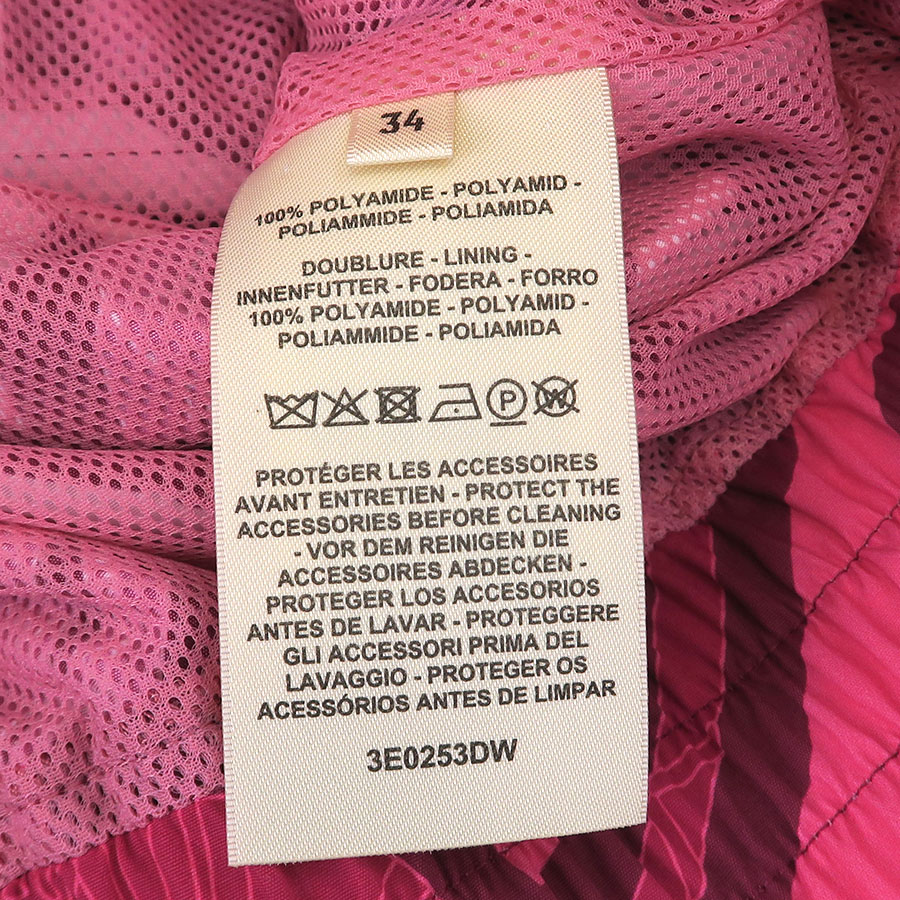 34
100% POLYAMIDE - POLYAMID -
POLIAMMIDE - POLIAMIDA
DOUBLURE - LINING -
INNENFUTTER - FODERA - FORRO
100% POLYAMIDE - POLYAMID -
POLIAMMIDE - POLIAMIDA
P W
PROTÉGER LES ACCESSOIRES
AVANT ENTRETIEN - PROTECT THE
ACCESSORIES BEFORE CLEANING
- VOR DEM REINIGEN DIE
ACCESSOIRES ABDECKEN -
PROTEGER LOS ACCESORIOS
ANTES DE LAVAR - PROTEGGERE
GLI ACCESSORI PRIMA DEL
LAVAGGIO - PROTEGER OS
ACESSÓRIOS ANTES DE LIMPAR
3E0253DW